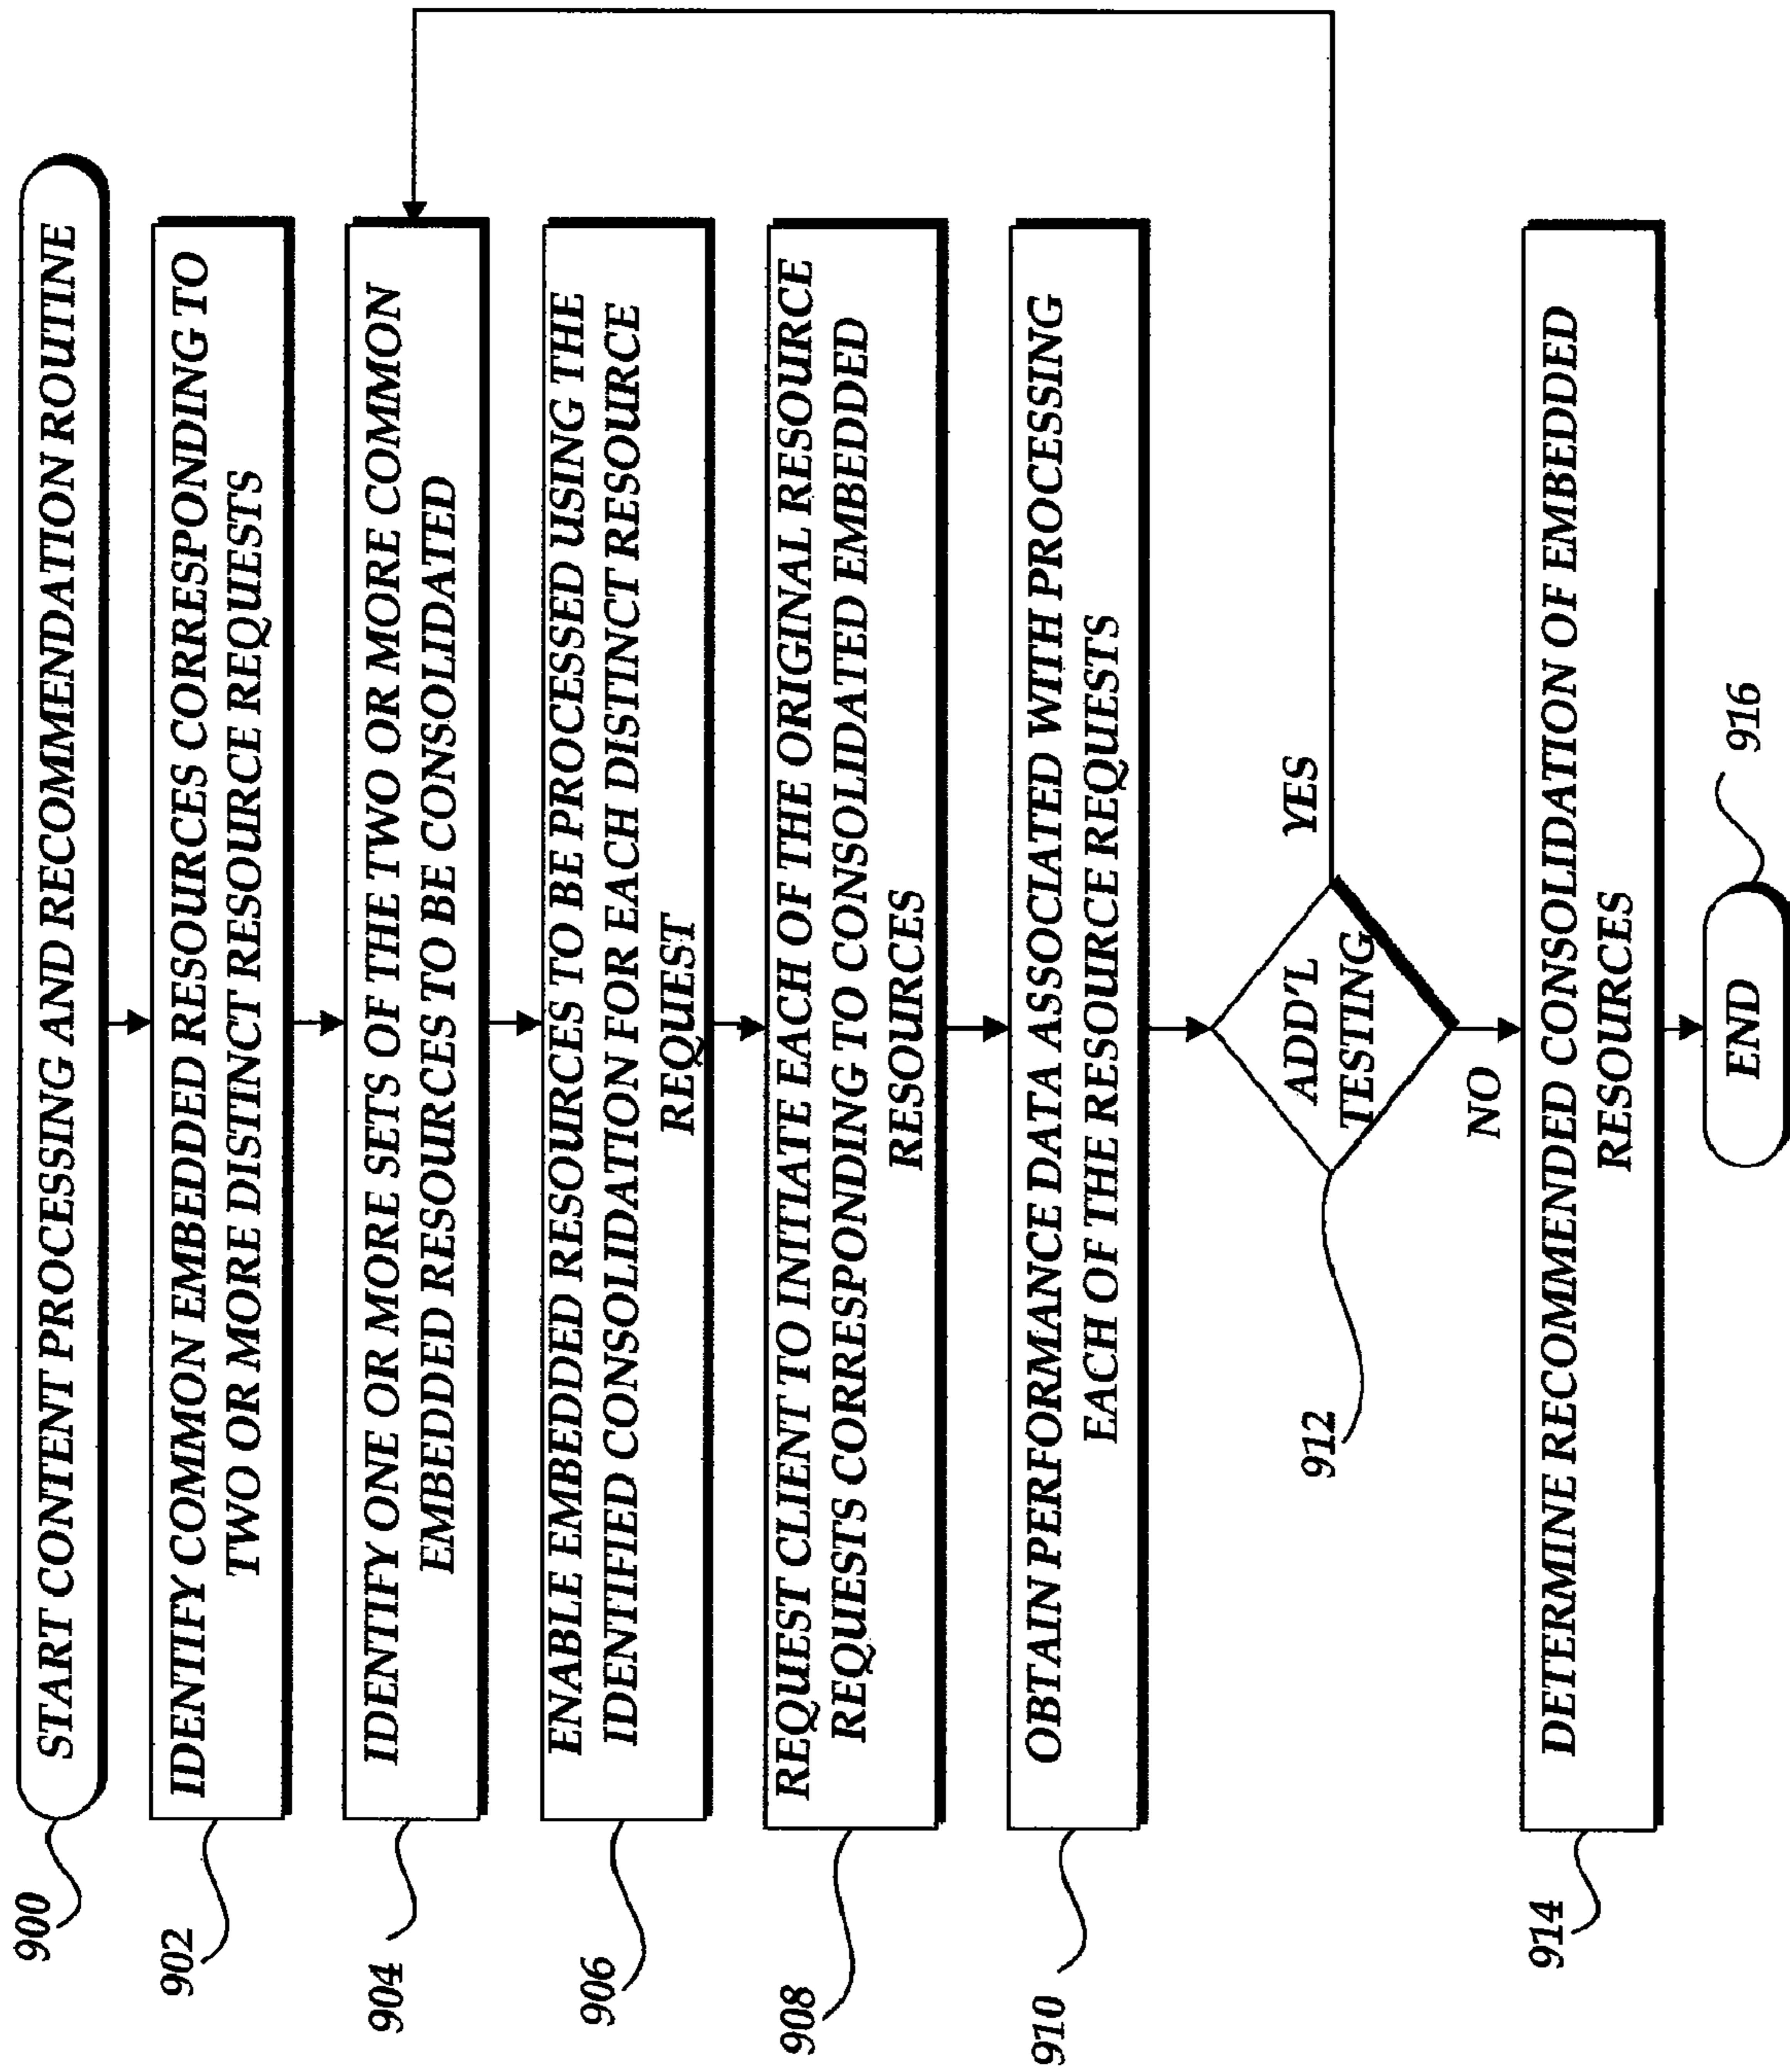 900
START CONTENT PROCESSING AND RECOMMENDATION ROUTINE
902
IDENTIFY COMMON EMBEDDED RESOURCES CORRESPONDING TO
TWO OR MORE DISTINCT RESOURCE REQUESTS
904
IDENTIFY ONE OR MORE SETS OF THE TWO OR MORE COMMON
EMBEDDED RESOURCES TO BE CONSOLIDATED
906
ENABLE EMBEDDED RESOURCES TO BE PROCESSED USING THE
IDENTIFIED CONSOLIDATION FOR EACH DISTINCT RESOURCE
REQUEST
908
REQUEST CLIENT TO INITIATE EACH OF THE ORIGINAL RESOURCE
REQUESTS CORRESPONDING TO CONSOLIDATED EMBEDDED
RESOURCES
910
OBTAIN PERFORMANCE DATA ASSOCIATED WITH PROCESSING
EACH OF THE RESOURCE REQUESTS
912
ADD'L
TESTING
YES
NO
914
DETERMINE RECOMMENDED CONSOLIDATION OF EMBEDDED
RESOURCES
END
916